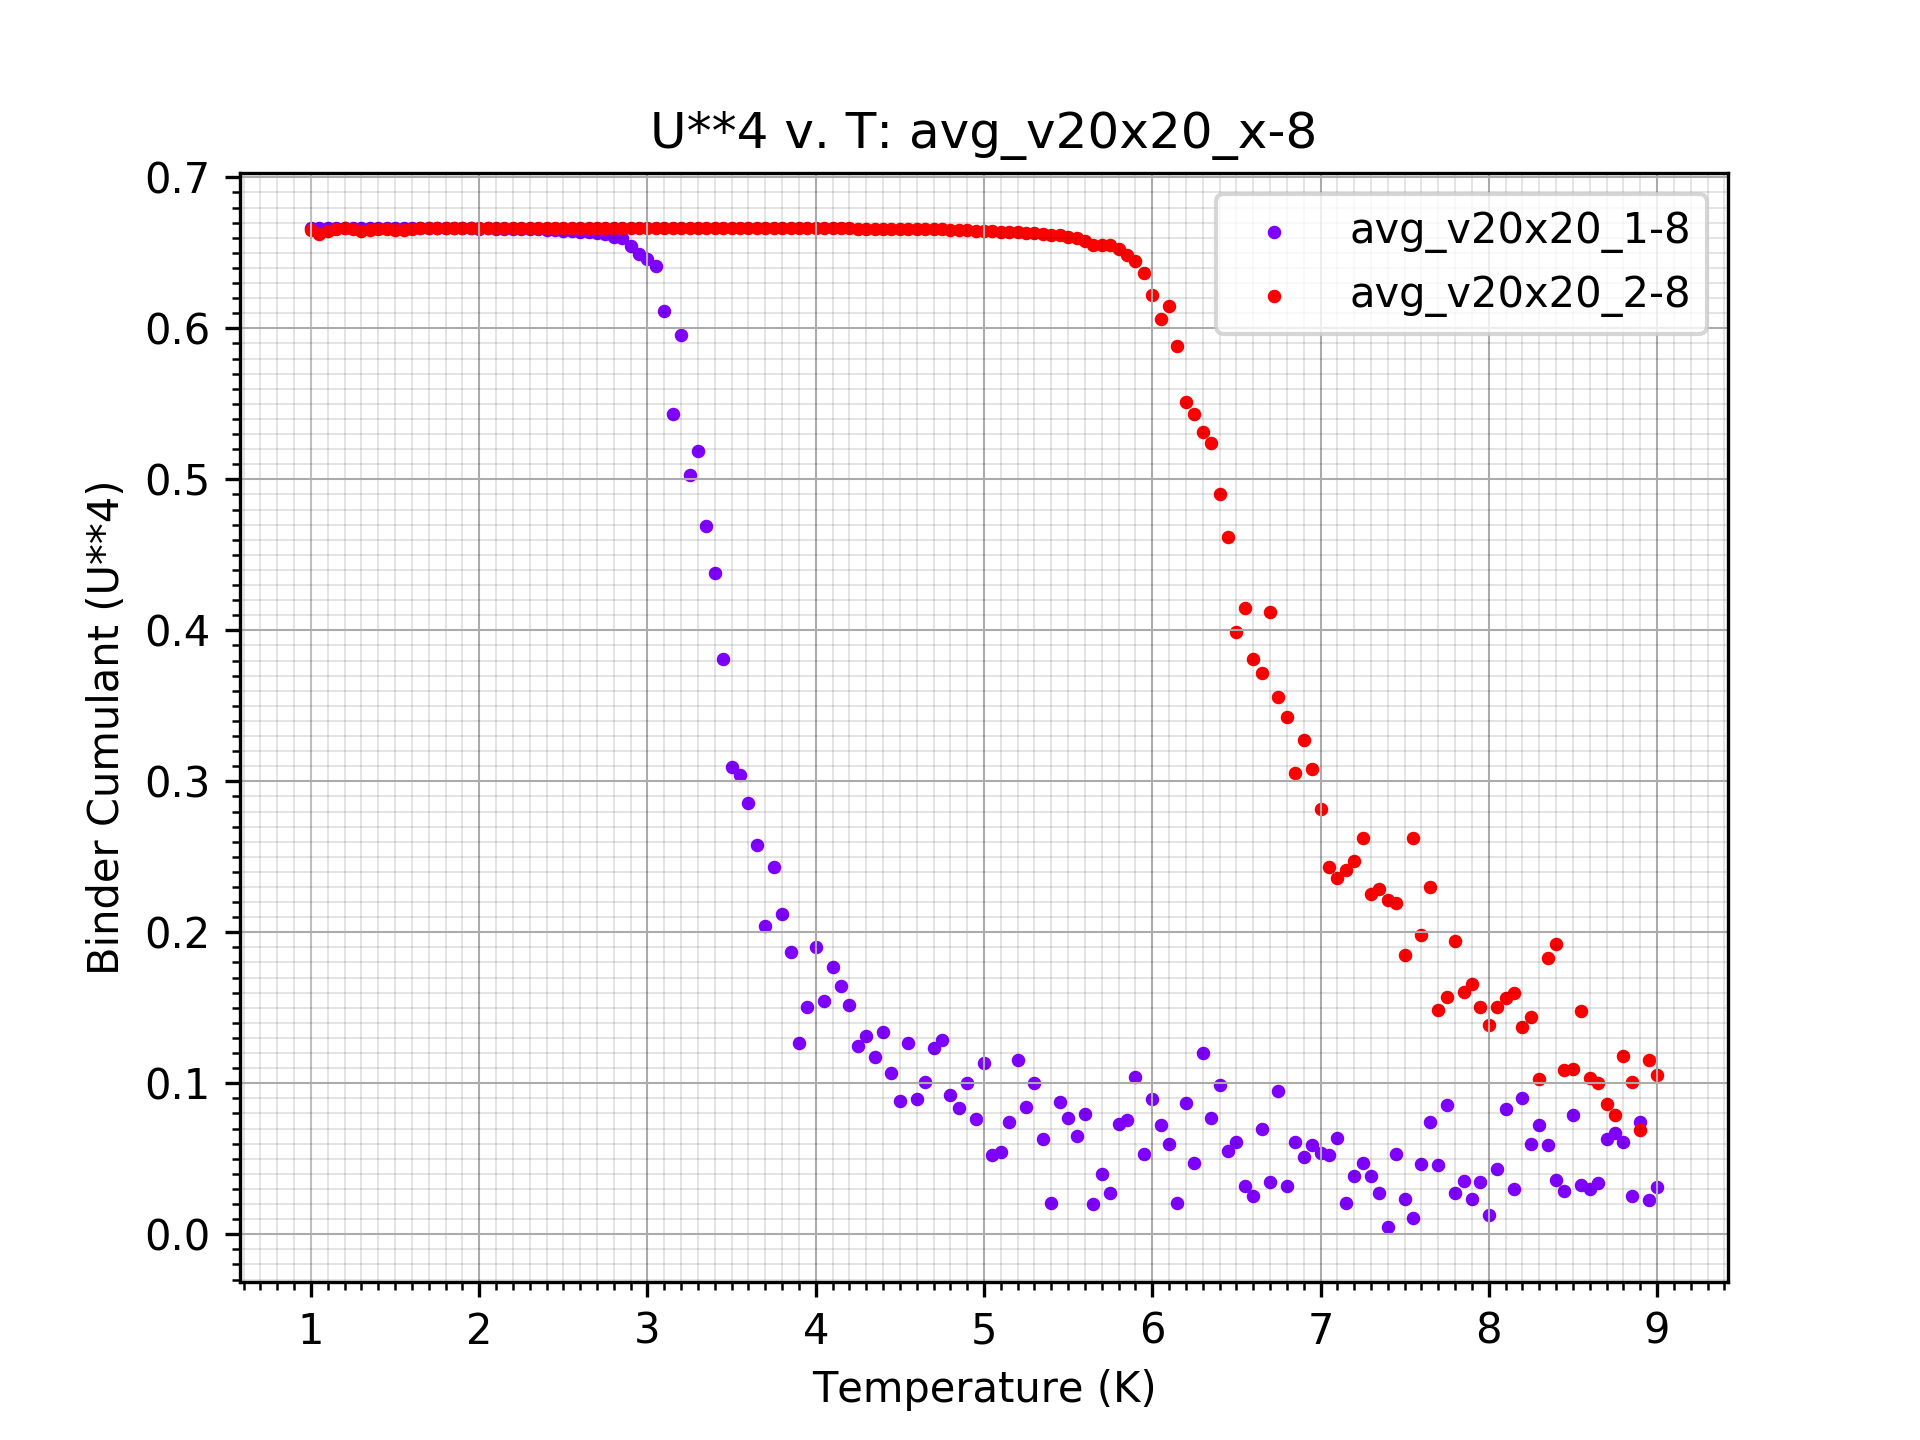 U**4 v. T: avg_v20x20_x-8
avg_v20x20_1-8
avg_v20x20_2-8
Binder Cumulant (U**4)
0.7
0.6
0.5
0.4
0.3
0.2
0.1
0.0
1 2 3 4 5 6 7 8 9
Temperature (K)